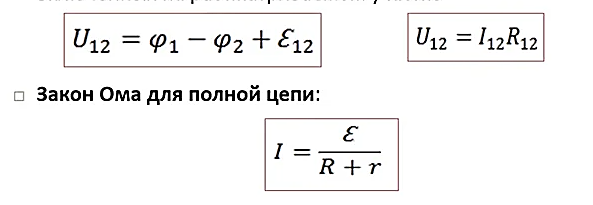 U₁₂ = φ₁ − φ₂ + ℰ₁₂ U₁₂ = I₁₂R₁₂
□ Закон Ома для полной цепи:
I = ℰ / (R + r)